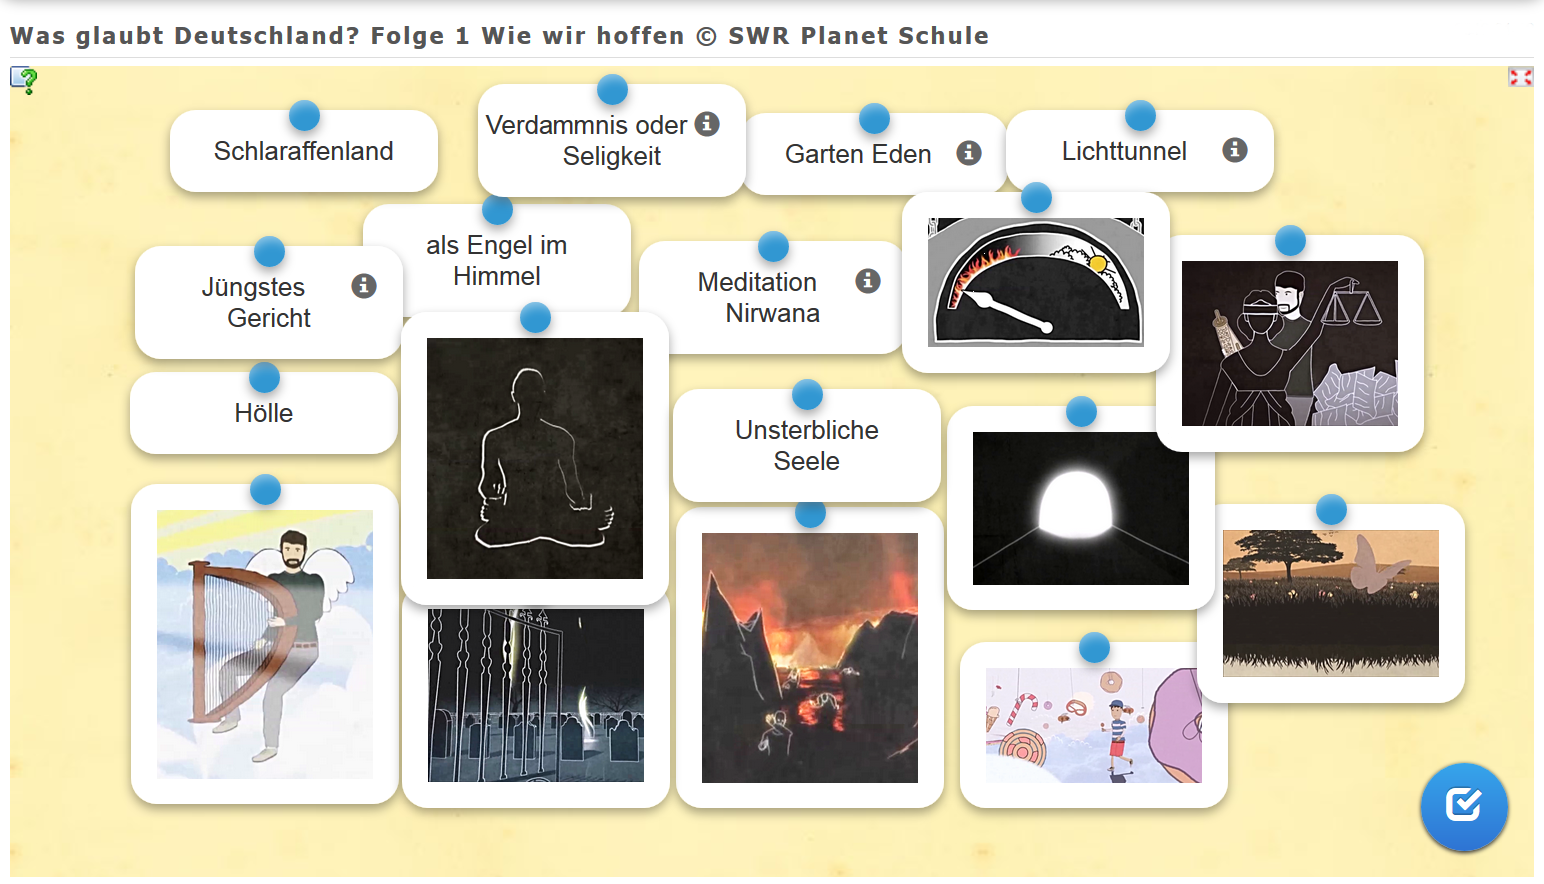 Was glaubt Deutschland? Folge 1 Wie wir hoffen © SWR Planet Schule
Schlaraffenland
Verdammnis oder
Seligkeit
Garten Eden
Lichttunnel
als Engel im
Himmel
Jüngstes
Gericht
Meditation
Nirwana
Hölle
Unsterbliche
Seele